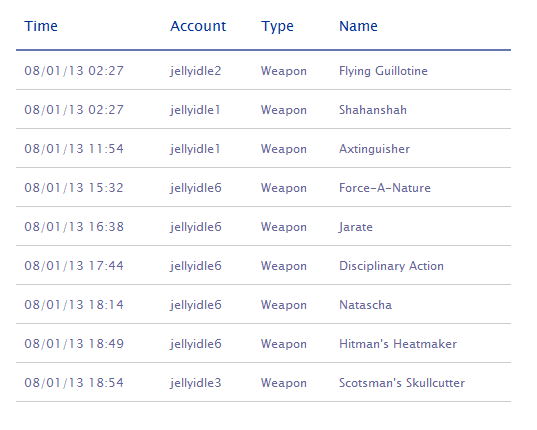 Time Account Type Name
08/01/13 02:27 jellyidle2 Weapon Flying Guillotine
08/01/13 02:27 jellyidle1 Weapon Shahanshah
08/01/13 11:54 jellyidle1 Weapon Axtinguisher
08/01/13 15:32 jellyidle6 Weapon Force-A-Nature
08/01/13 16:38 jellyidle6 Weapon Jarate
08/01/13 17:44 jellyidle6 Weapon Disciplinary Action
08/01/13 18:14 jellyidle6 Weapon Natascha
08/01/13 18:49 jellyidle6 Weapon Hitman's Heatmaker
08/01/13 18:54 jellyidle3 Weapon Scotsman's Skullcutter